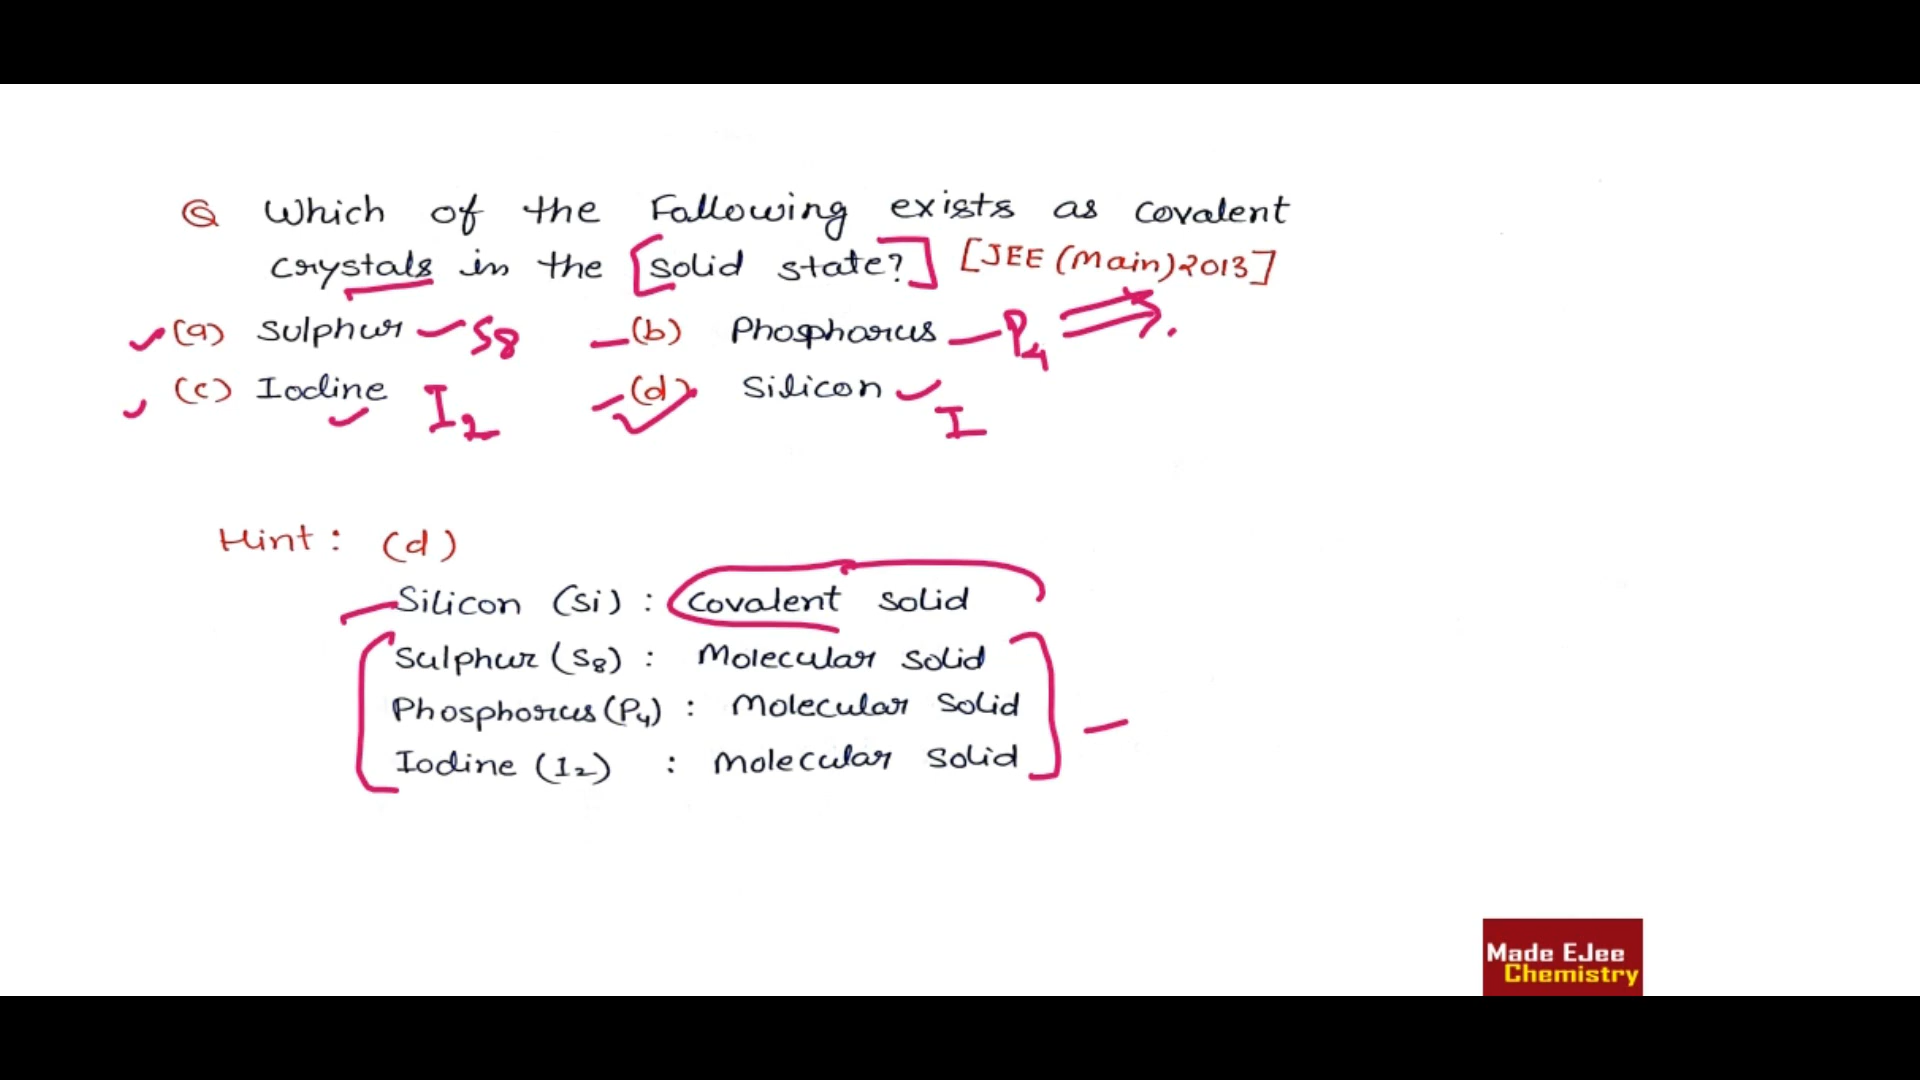 Q Which of the Following exists as covalent
crystals in the [solid state?] [JEE (Main) 2013]
(a) Sulphur - S8 (b) Phosphorus - P4
(c) Iodine I2 (d) Silicon I
Hint: (d)
Silicon (Si) : Covalent solid
Sulphur (S8) : Molecular solid
Phosphorus (P4) : Molecular Solid
Iodine (I2) : Molecular Solid
Made EJee
Chemistry